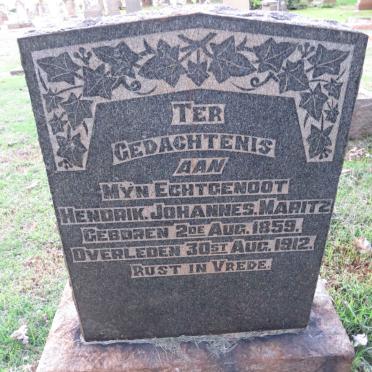 TER
GEDACHTENIS
AAN
MYN ECHTGENOOT
HENDRIK. JOHANNES. MARITZ
GEBOREN 2DE AUG. 1859.
OVERLEDEN 30ST AUG. 1912.
RUST IN VREDE.